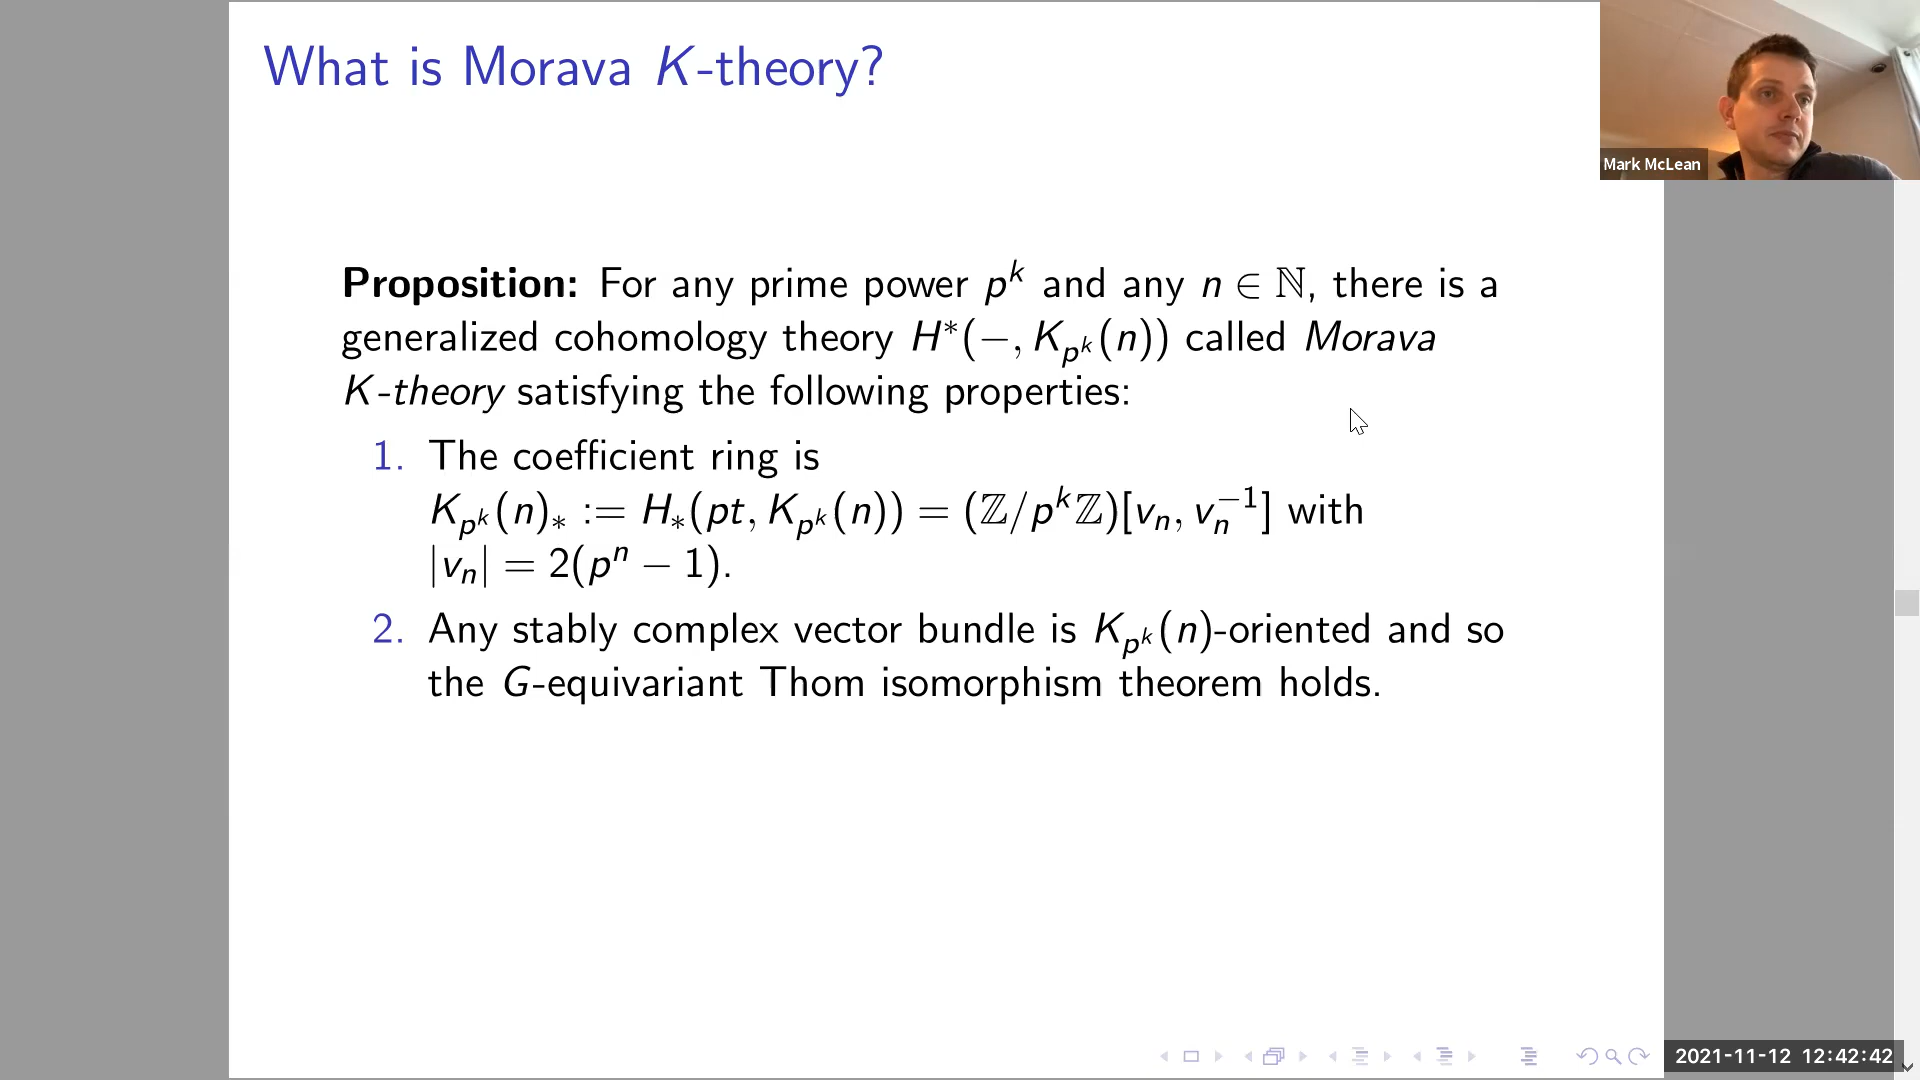 What is Morava K-theory?
Mark McLean
Proposition: For any prime power p^k and any n ∈ ℕ, there is a
generalized cohomology theory H*(−, K_{p^k}(n)) called Morava
K-theory satisfying the following properties:
1. The coefficient ring is
K_{p^k}(n)_* := H_*(pt, K_{p^k}(n)) = (ℤ/p^kℤ)[v_n, v_n^{−1}] with
|v_n| = 2(p^n − 1).
2. Any stably complex vector bundle is K_{p^k}(n)-oriented and so
the G-equivariant Thom isomorphism theorem holds.
2021-11-12 12:42:42